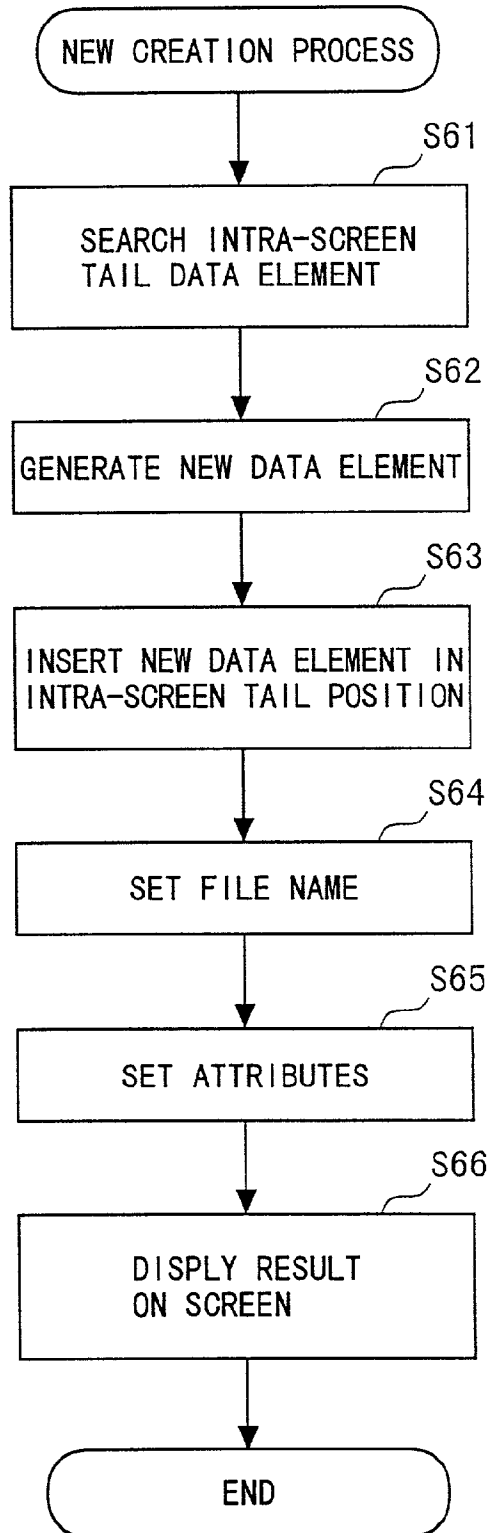 NEW CREATION PROCESS
S61
SEARCH INTRA-SCREEN
TAIL DATA ELEMENT
S62
GENERATE NEW DATA ELEMENT
S63
INSERT NEW DATA ELEMENT IN
INTRA-SCREEN TAIL POSITION
S64
SET FILE NAME
S65
SET ATTRIBUTES
S66
DISPLY RESULT
ON SCREEN
END